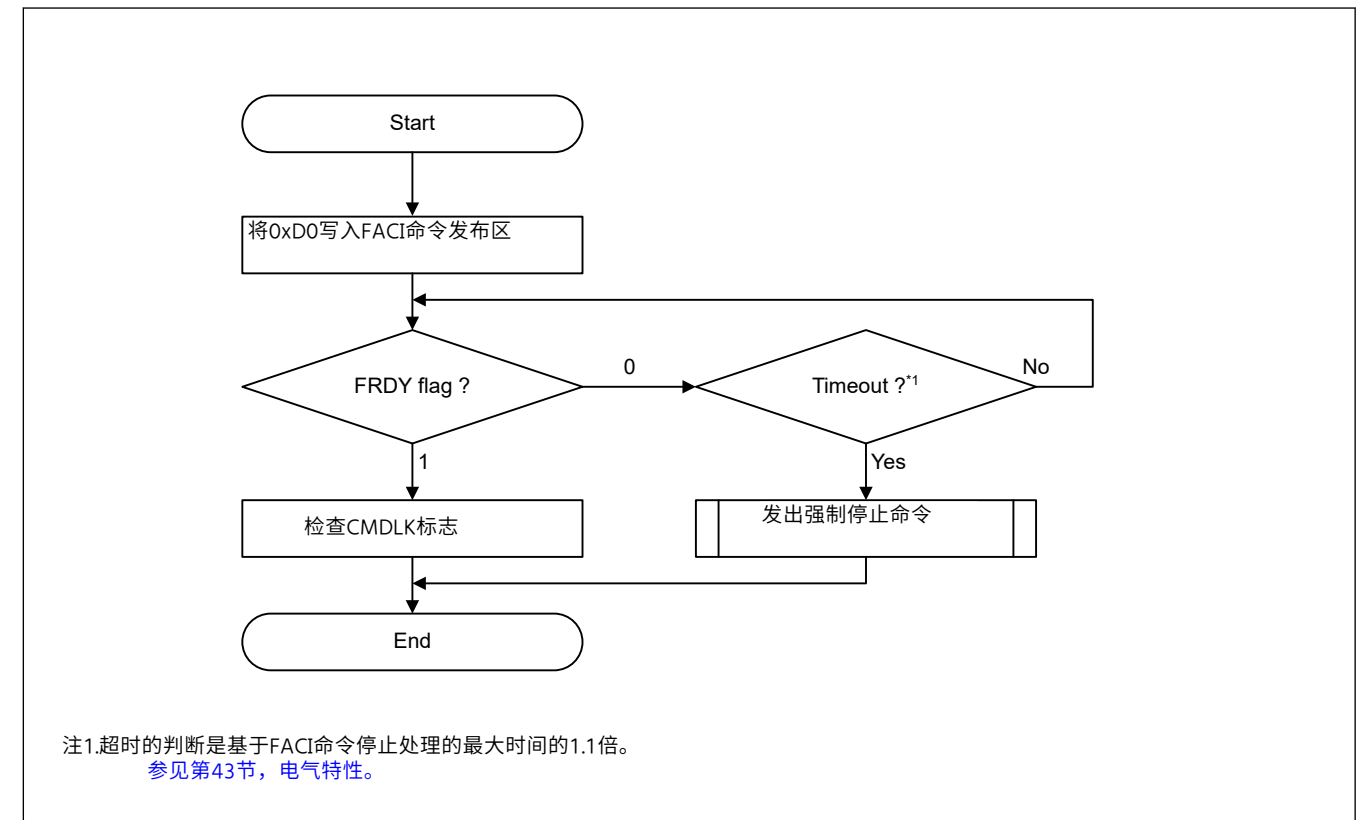 Start
将0xD0写入FACI命令发布区
FRDY flag ?
0
Timeout ?*1
No
1
Yes
检查CMDLK标志
发出强制停止命令
End
注1.超时的判断是基于FACI命令停止处理的最大时间的1.1倍。
参见第43节，电气特性。